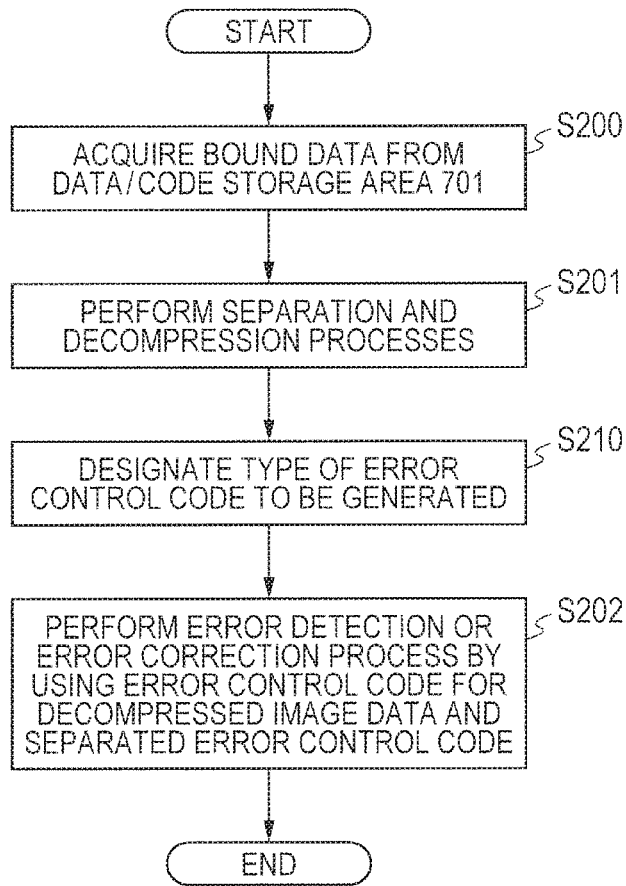 START
S200
ACQUIRE BOUND DATA FROM
DATA/CODE STORAGE AREA 701
S201
PERFORM SEPARATION AND
DECOMPRESSION PROCESSES
S210
DESIGNATE TYPE OF ERROR
CONTROL CODE TO BE GENERATED
S202
PERFORM ERROR DETECTION OR
ERROR CORRECTION PROCESS BY
USING ERROR CONTROL CODE FOR
DECOMPRESSED IMAGE DATA AND
SEPARATED ERROR CONTROL CODE
END